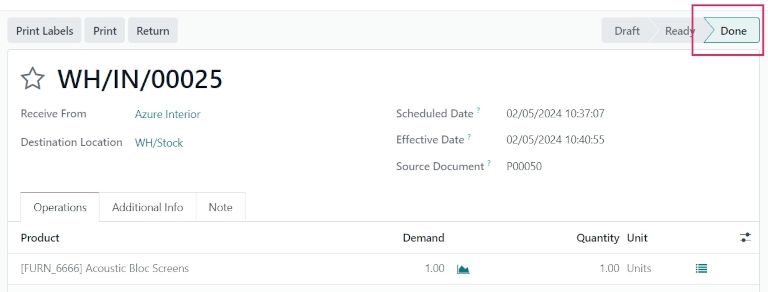 Print Labels Print Return Draft Ready Done
WH/IN/00025
Receive From Azure Interior Scheduled Date ? 02/05/2024 10:37:07
Destination Location WH/Stock Effective Date ? 02/05/2024 10:40:55
Source Document ? P00050
Operations Additional Info Note
Product Demand Quantity Unit
[FURN_6666] Acoustic Bloc Screens 1.00 1.00 Units